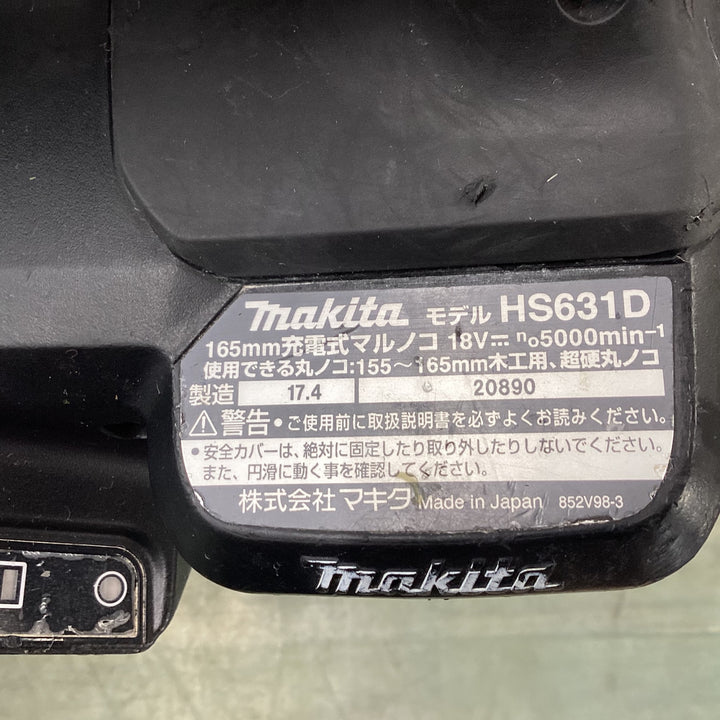 makita モデル HS631D
165mm充電式マルノコ 18V⎓ n₀5000min⁻¹
使用できる丸ノコ:155～165mm木工用、超硬丸ノコ
製造 17.4 20890
⚠警告・ご使用前に取扱説明書を必ずよくお読みください。
・安全カバーは、絶対に固定したり取り外したりしないでください。
また、円滑に動く事を確認してください。
株式会社マキタ Made in Japan 852V98-3
makita